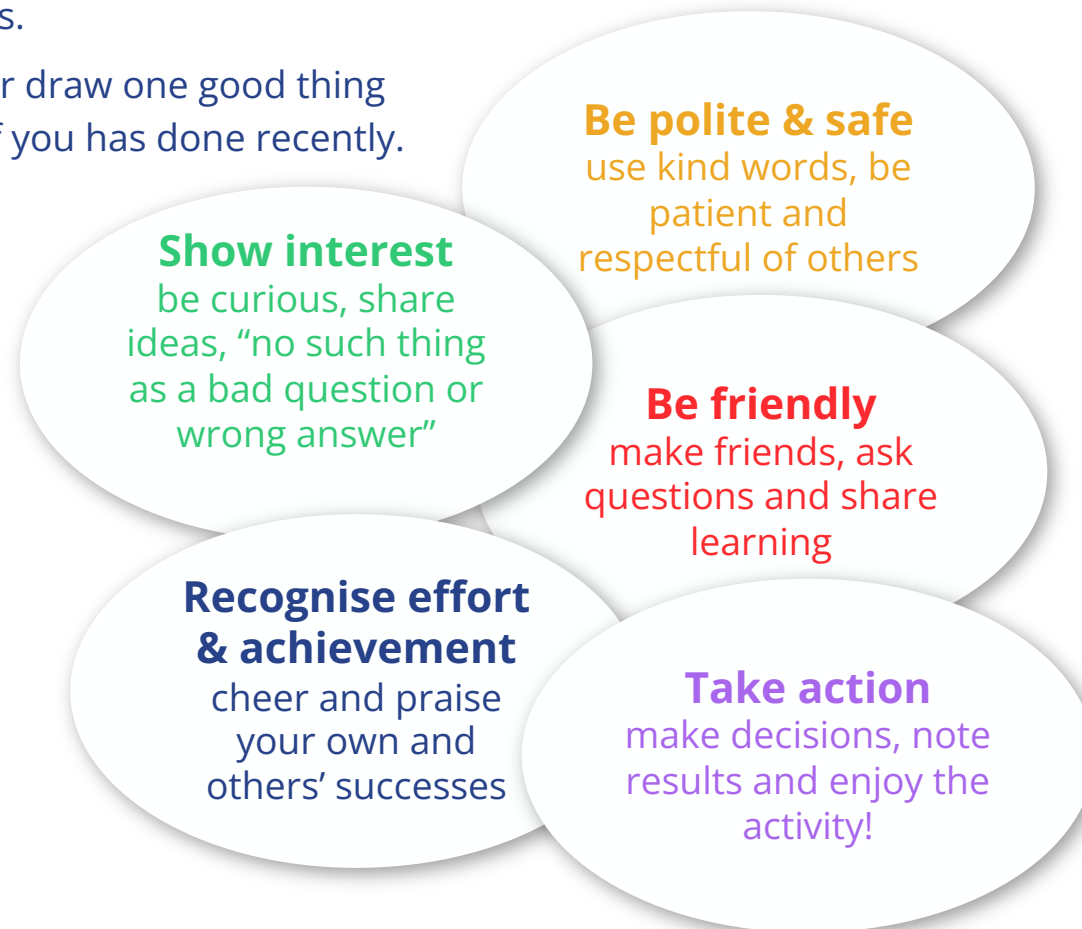 s.
r draw one good thing
f you has done recently.
Be polite & safe
use kind words, be
patient and
respectful of others
Show interest
be curious, share
ideas, “no such thing
as a bad question or
wrong answer”
Be friendly
make friends, ask
questions and share
learning
Recognise effort
& achievement
cheer and praise
your own and
others’ successes
Take action
make decisions, note
results and enjoy the
activity!